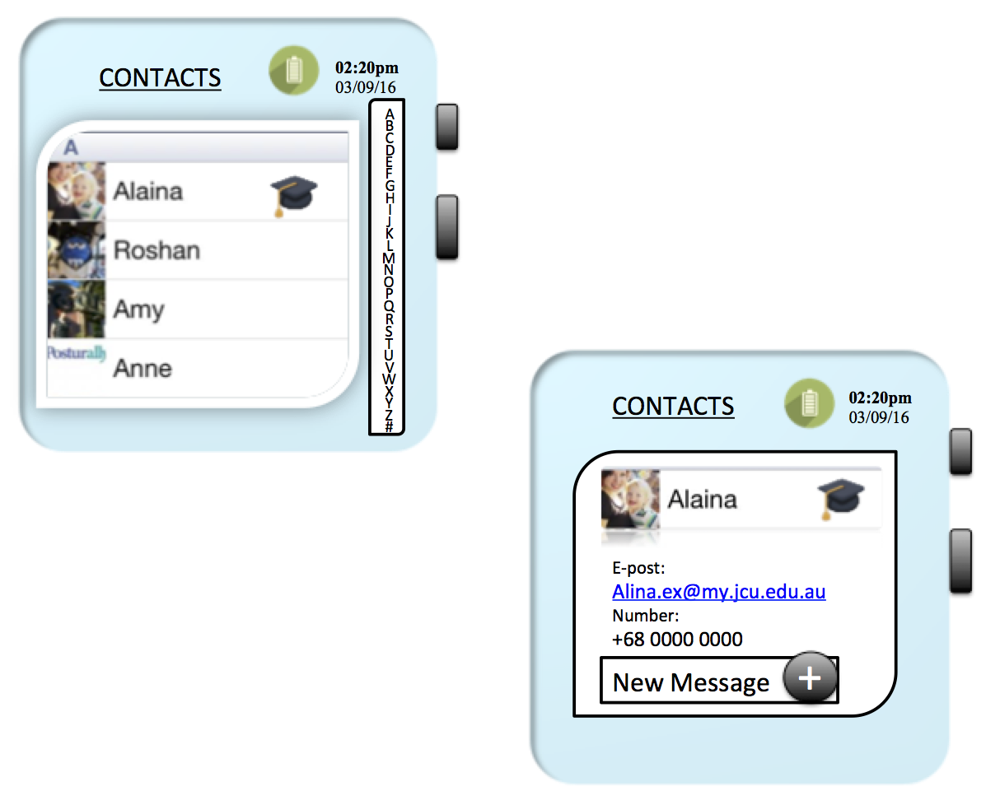 CONTACTS
02:20pm
03/09/16
A
Alaina
Roshan
Amy
Posturally
Anne
A
B
C
D
E
F
G
H
I
J
K
L
M
N
O
P
Q
R
S
T
U
V
W
X
Y
Z
#
CONTACTS
02:20pm
03/09/16
Alaina
E-post:
Alina.ex@my.jcu.edu.au
Number:
+68 0000 0000
New Message +